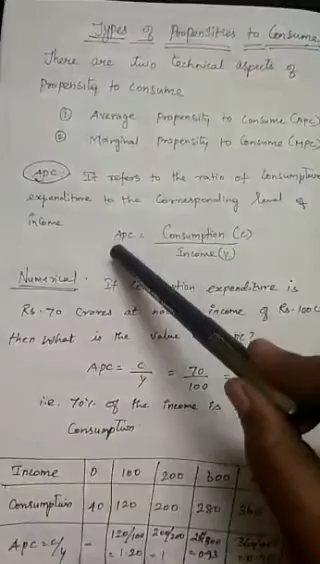 Types of Propensities to Consume
There are two technical aspects of
Propensity to Consume
① Average Propensity to Consume (APC)
② Marginal Propensity to Consume (MPC)
APC: It refers to the ratio of Consumption
expenditure to the Corresponding level of
income
APC = Consumption (C)
Income (Y)
Numerical: If expenditure is
Rs. 70 Crores at income of Rs. 100
then What is the Value
APC = C/Y = 70/100 =
i.e. 70% of the income is
Consumption
Income | 0 | 100 | 200 | 300
Consumption | 40 | 120 | 200 | 280
APC = C/Y | - | 120/100 = 1.20 | 200/200 = 1 | 280/300 = 0.93